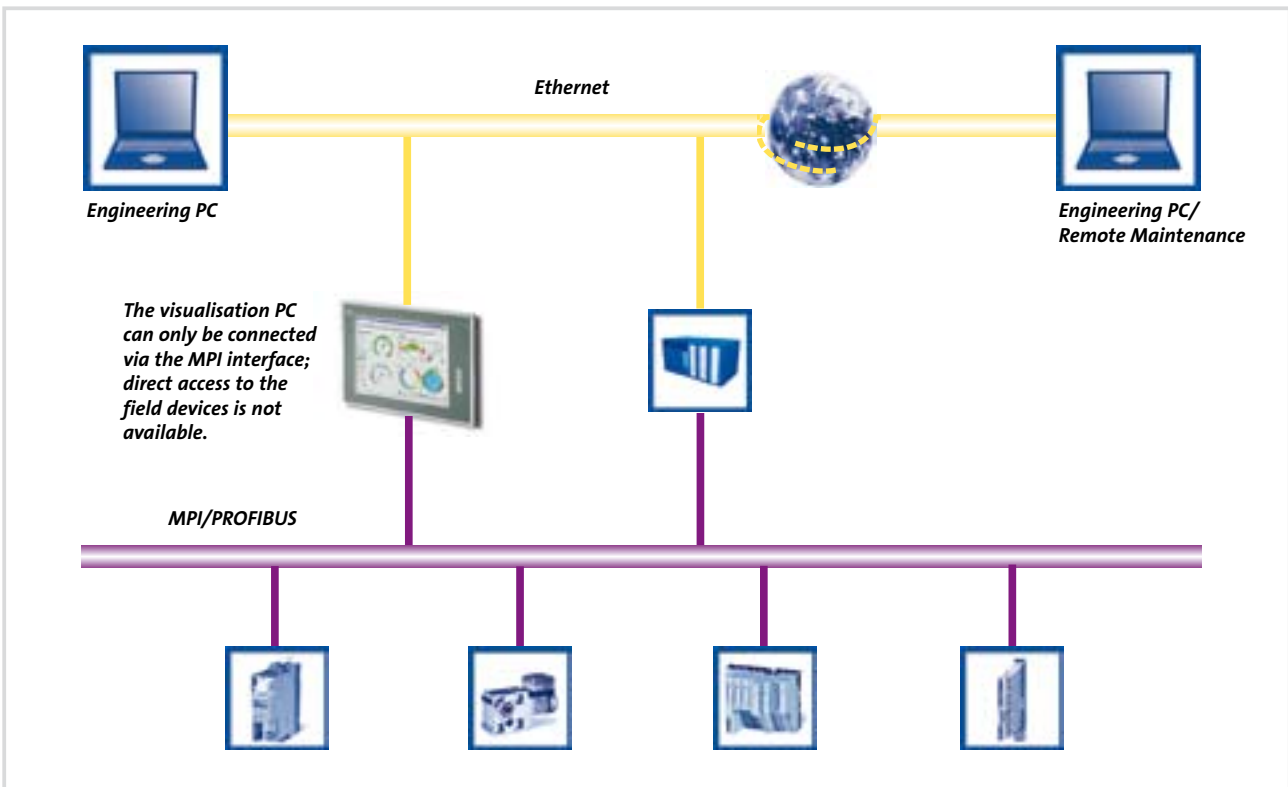 Ethernet
Engineering PC
Engineering PC/
Remote Maintenance
The visualisation PC
can only be connected
via the MPI interface;
direct access to the
field devices is not
available.
MPI/PROFIBUS